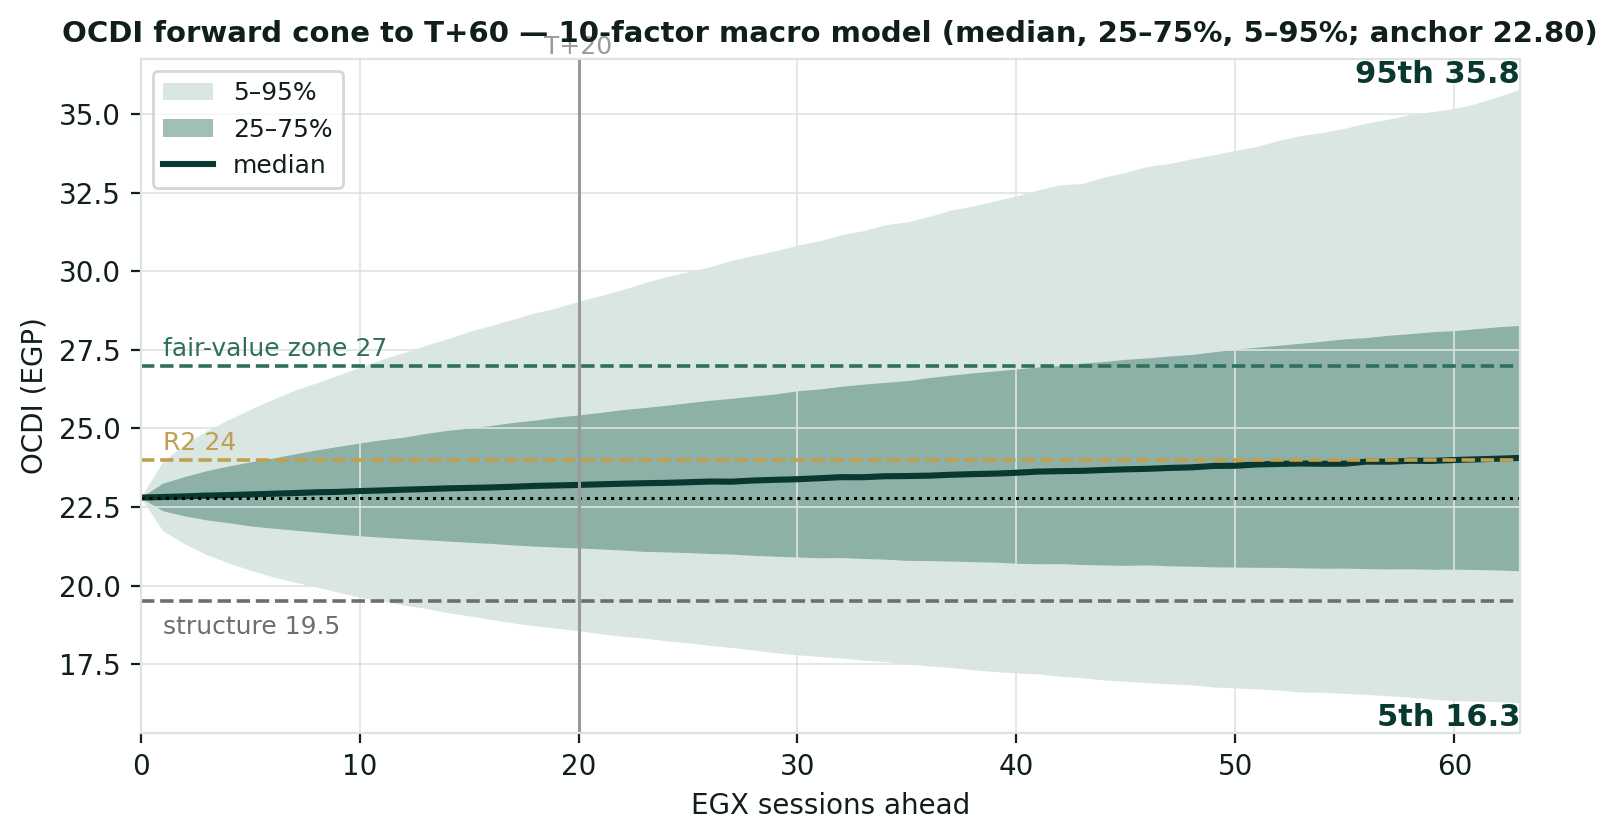 OCDI forward cone to T+60 — 10-factor macro model (median, 25–75%, 5–95%; anchor 22.80)
T+20
95th 35.8
5–95%
25–75%
median
35.0
32.5
30.0
27.5
25.0
22.5
20.0
17.5
OCDI (EGP)
fair-value zone 27
R2 24
structure 19.5
5th 16.3
0
10
20
30
40
50
60
EGX sessions ahead